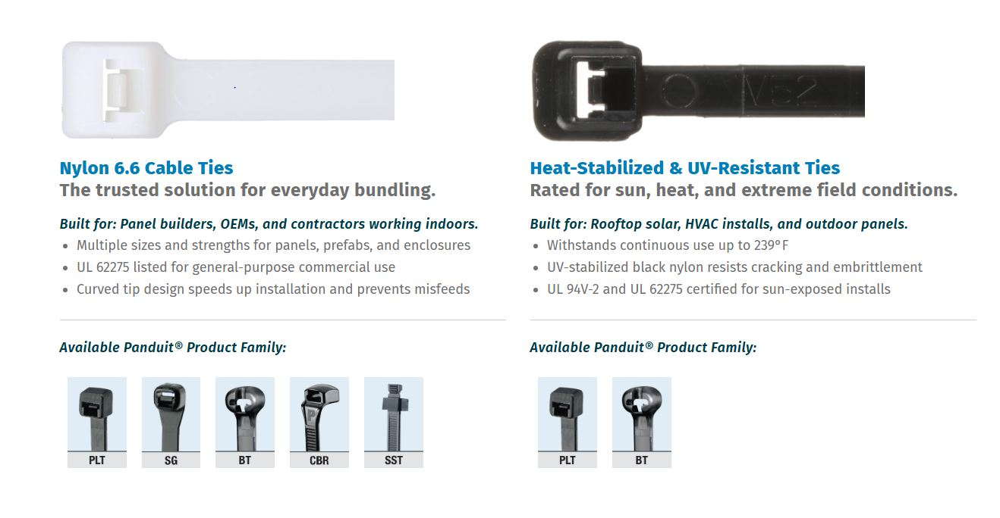 V52
Nylon 6.6 Cable Ties
The trusted solution for everyday bundling.
Built for: Panel builders, OEMs, and contractors working indoors.
• Multiple sizes and strengths for panels, prefabs, and enclosures
• UL 62275 listed for general-purpose commercial use
• Curved tip design speeds up installation and prevents misfeeds
Available Panduit® Product Family:
PLT
SG
BT
CBR
SST
Heat-Stabilized & UV-Resistant Ties
Rated for sun, heat, and extreme field conditions.
Built for: Rooftop solar, HVAC installs, and outdoor panels.
• Withstands continuous use up to 239°F
• UV-stabilized black nylon resists cracking and embrittlement
• UL 94V-2 and UL 62275 certified for sun-exposed installs
Available Panduit® Product Family:
PLT
BT